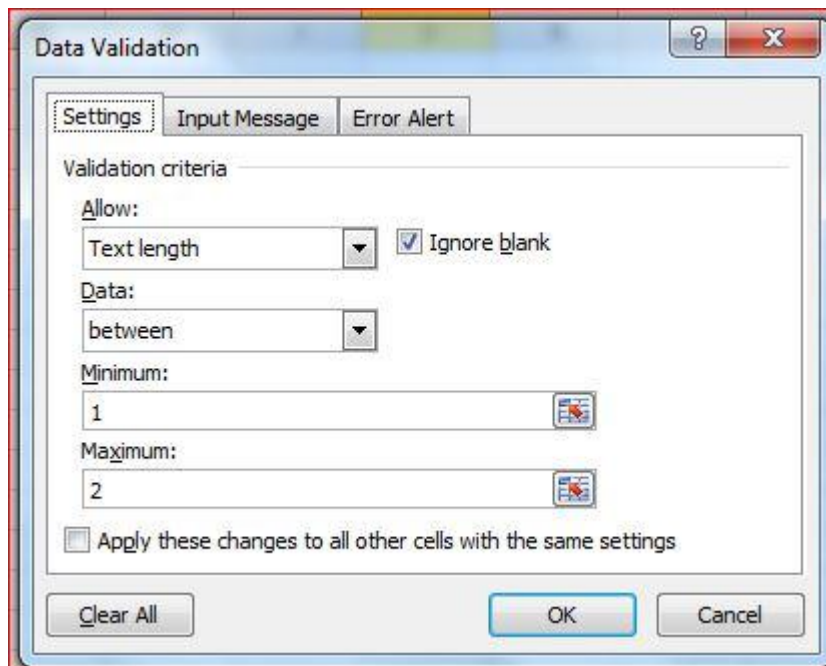 Data Validation
Settings Input Message Error Alert
Validation criteria
Allow:
Text length Ignore blank
Data:
between
Minimum:
1
Maximum:
2
Apply these changes to all other cells with the same settings
Clear All OK Cancel